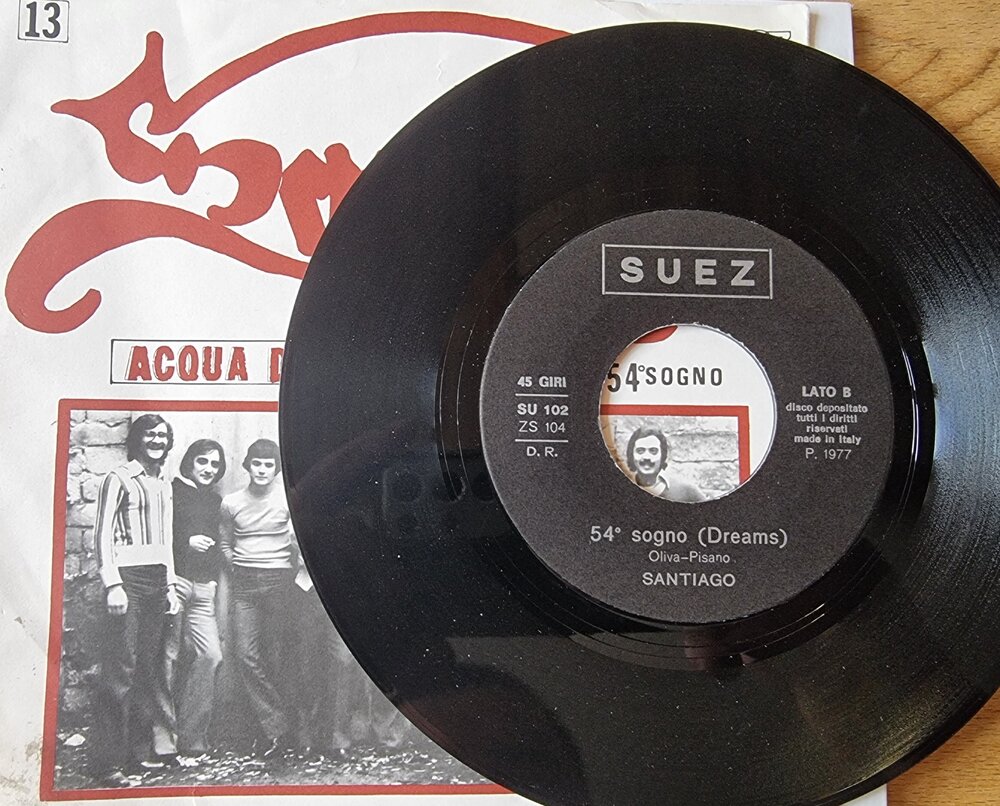 13
ACQUA
54° SOGNO
SUEZ
45 GIRI
SU 102
ZS 104
D. R.
LATO B
disco depositato
tutti i diritti
riservati
made in Italy
P. 1977
54° sogno (Dreams)
Oliva-Pisano
SANTIAGO